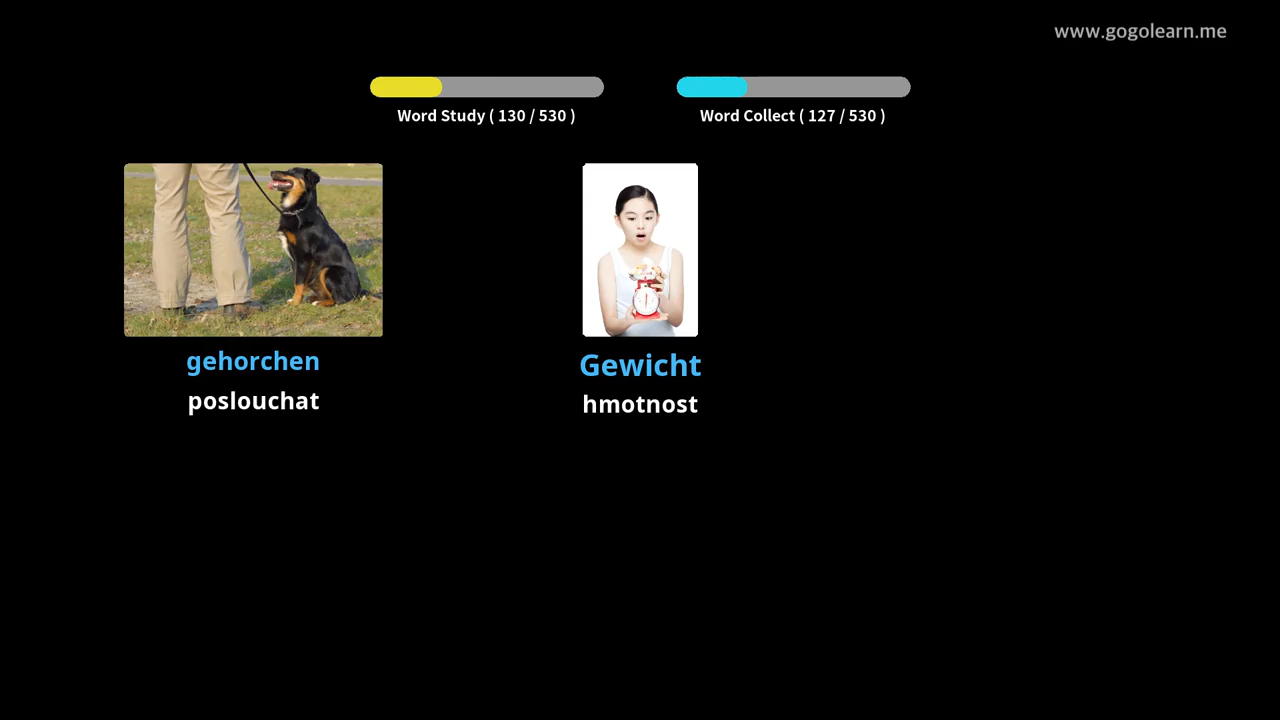 www.gogolearn.me
Word Study ( 130 / 530 )
Word Collect ( 127 / 530 )
gehorchen
poslouchat
Gewicht
hmotnost